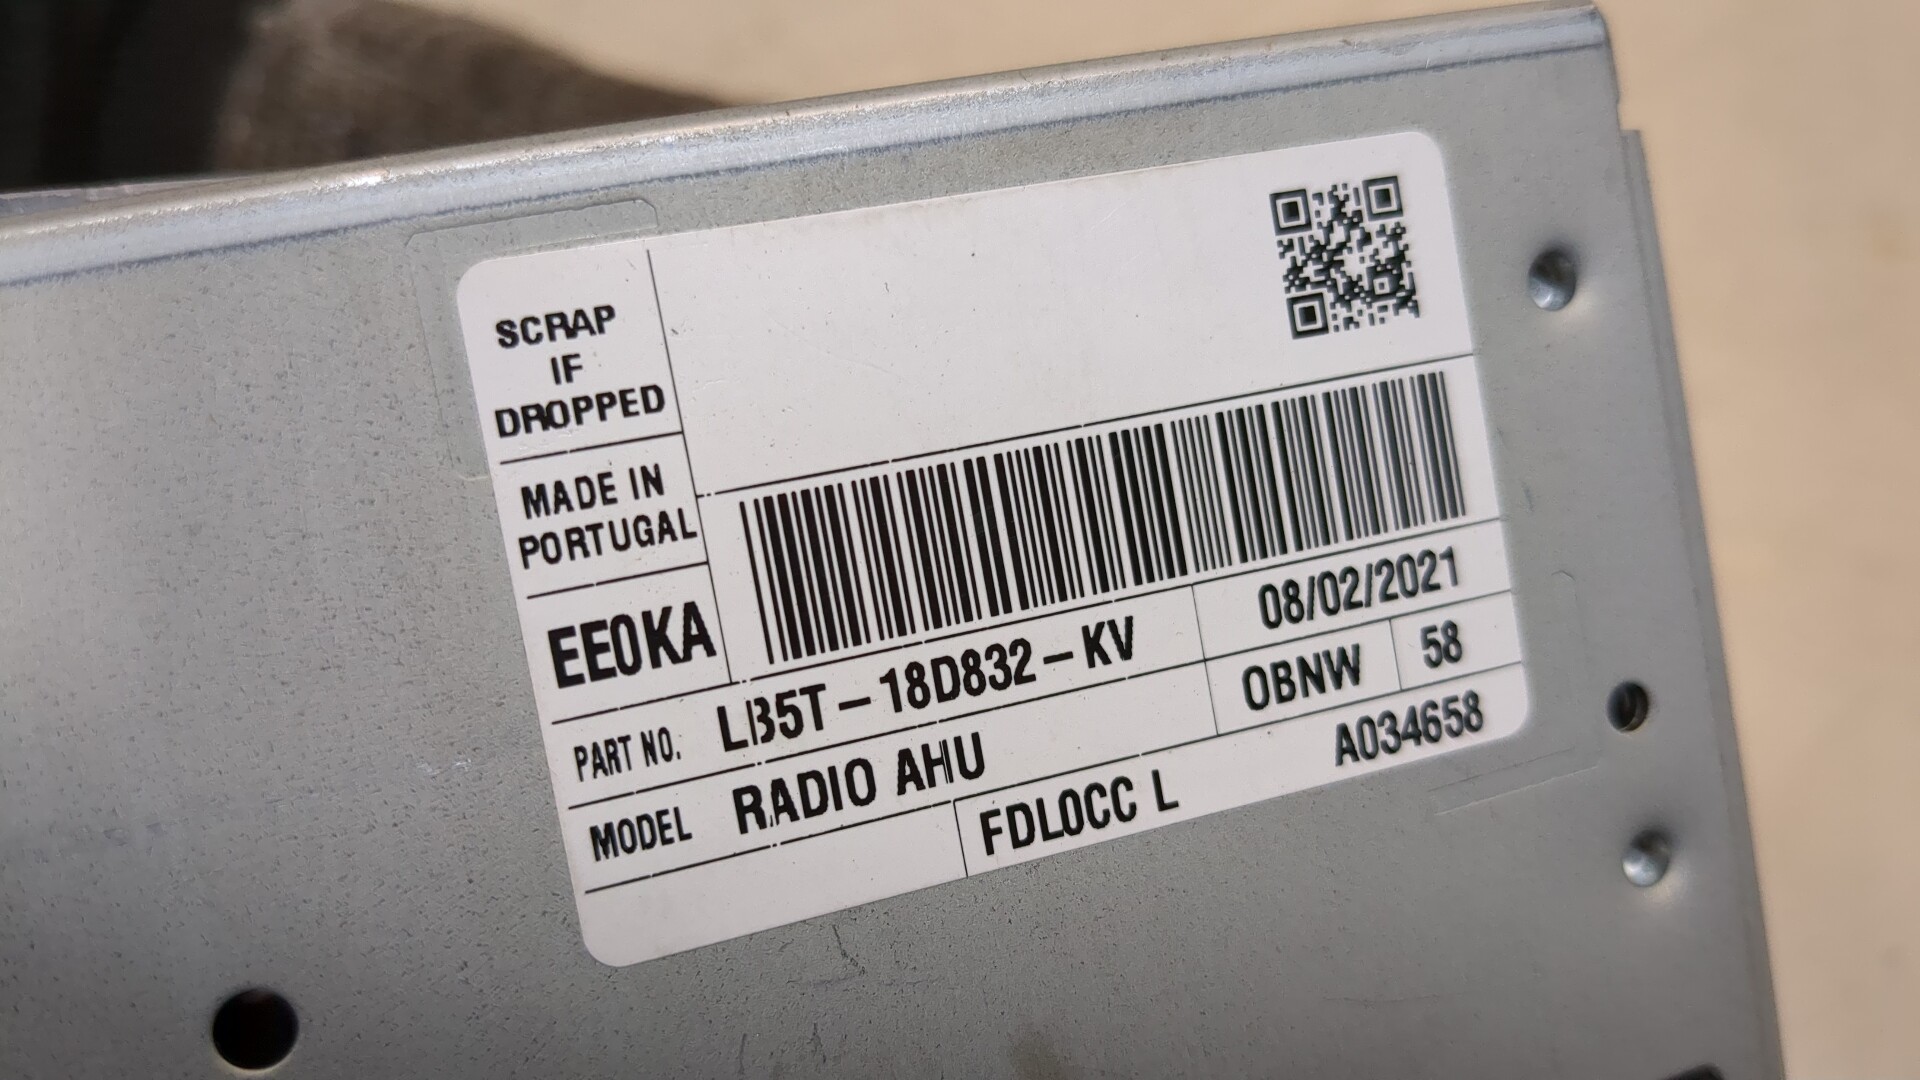 SCRAP
IF
DROPPED
MADE IN
PORTUGAL
EE0KA
PART NO. LB5T-18D832-KV
08/02/2021
MODEL RADIO AHU
0BNW 58
FDL0CC L A034658